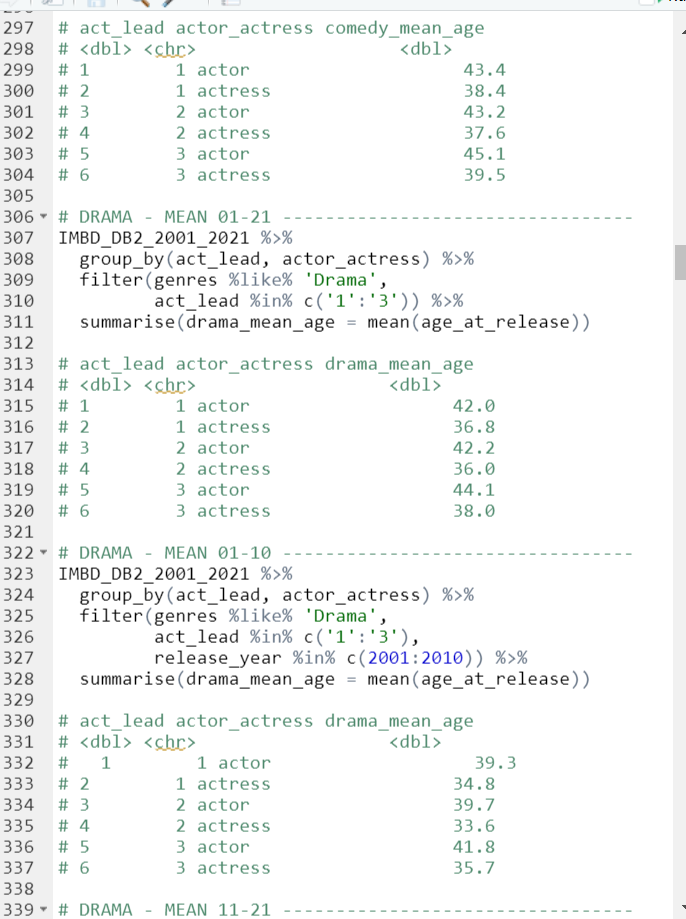 297 # act_lead actor_actress comedy_mean_age
298 # <dbl> <chr> <dbl>
299 # 1 1 actor 43.4
300 # 2 1 actress 38.4
301 # 3 2 actor 43.2
302 # 4 2 actress 37.6
303 # 5 3 actor 45.1
304 # 6 3 actress 39.5
305
306 # DRAMA - MEAN 01-21 ---------------------------------
307 IMBD_DB2_2001_2021 %>%
308 group_by(act_lead, actor_actress) %>%
309 filter(genres %like% 'Drama',
310 act_lead %in% c('1':'3')) %>%
311 summarise(drama_mean_age = mean(age_at_release))
312
313 # act_lead actor_actress drama_mean_age
314 # <dbl> <chr> <dbl>
315 # 1 1 actor 42.0
316 # 2 1 actress 36.8
317 # 3 2 actor 42.2
318 # 4 2 actress 36.0
319 # 5 3 actor 44.1
320 # 6 3 actress 38.0
321
322 # DRAMA - MEAN 01-10 ---------------------------------
323 IMBD_DB2_2001_2021 %>%
324 group_by(act_lead, actor_actress) %>%
325 filter(genres %like% 'Drama',
326 act_lead %in% c('1':'3'),
327 release_year %in% c(2001:2010)) %>%
328 summarise(drama_mean_age = mean(age_at_release))
329
330 # act_lead actor_actress drama_mean_age
331 # <dbl> <chr> <dbl>
332 # 1 1 actor 39.3
333 # 2 1 actress 34.8
334 # 3 2 actor 39.7
335 # 4 2 actress 33.6
336 # 5 3 actor 41.8
337 # 6 3 actress 35.7
338
339 # DRAMA - MEAN 11-21 ---------------------------------